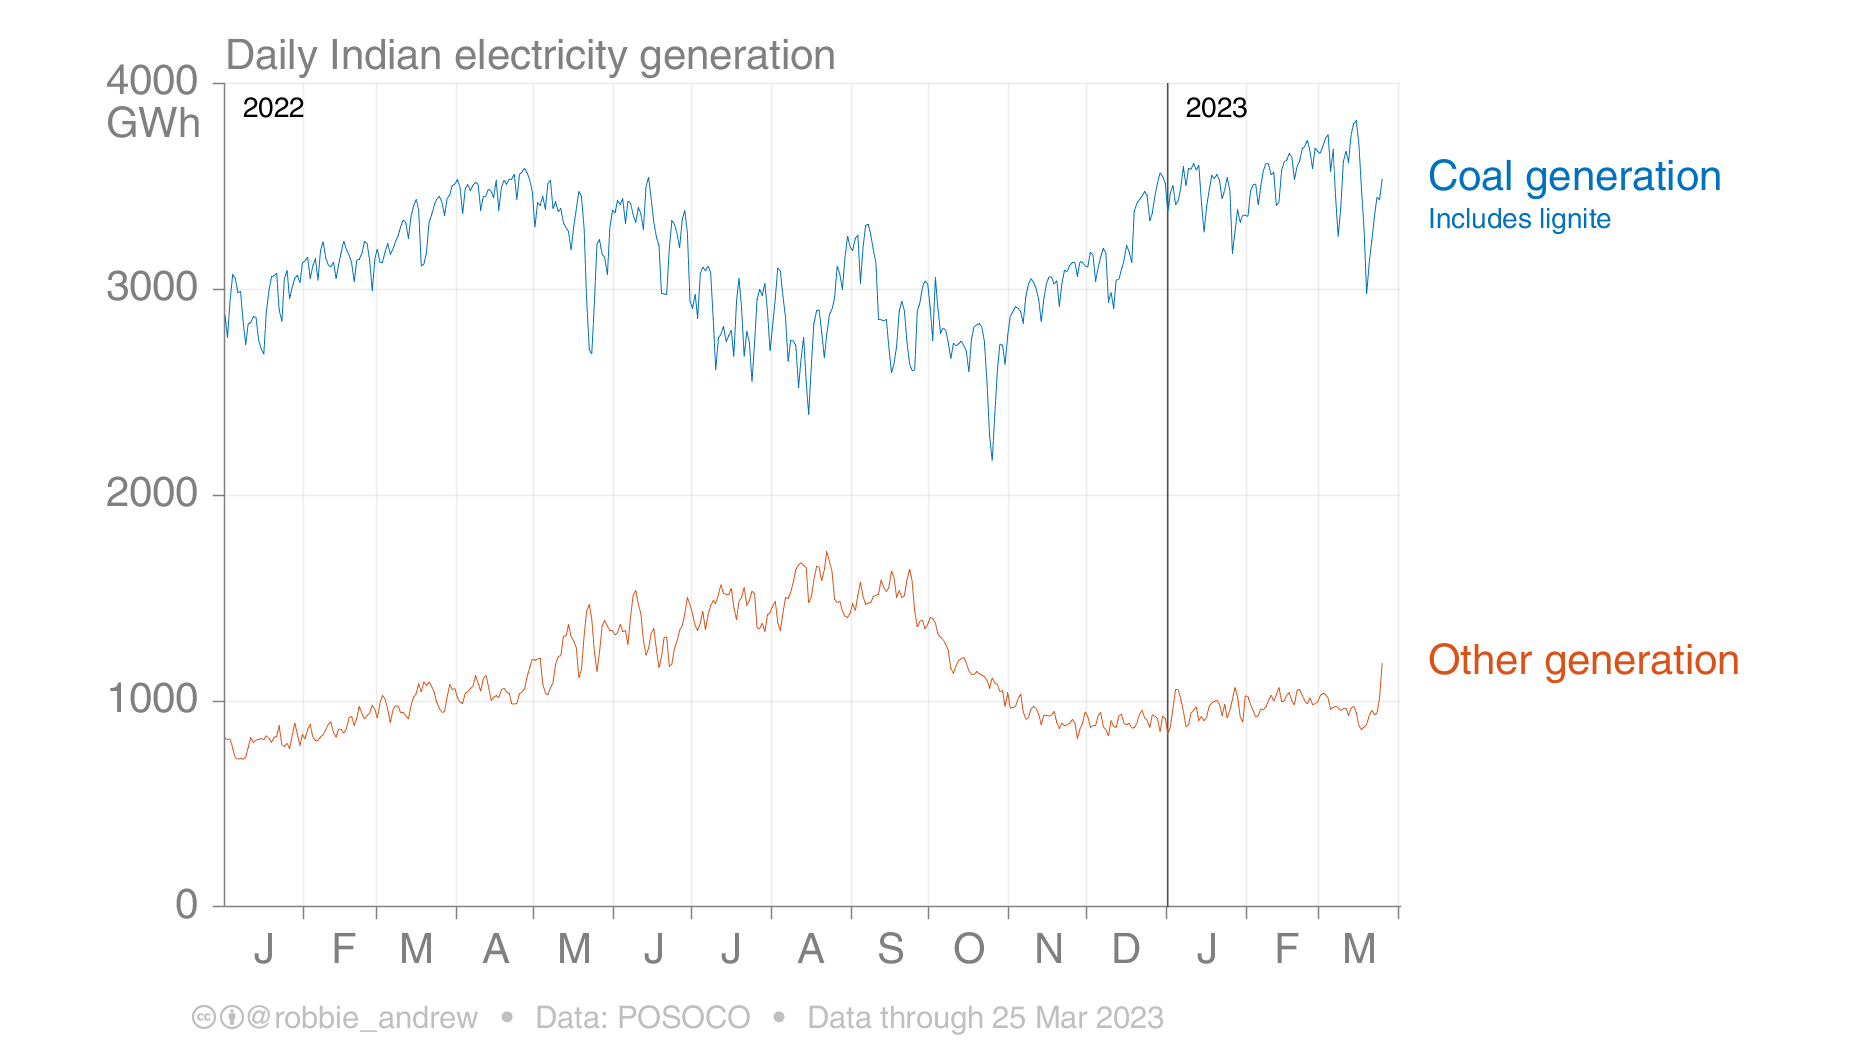 Daily Indian electricity generation
4000
GWh
2022
2023
Coal generation
Includes lignite
3000
2000
Other generation
1000
0
J F M A M J J A S O N D J F M
@robbie_andrew • Data: POSOCO • Data through 25 Mar 2023